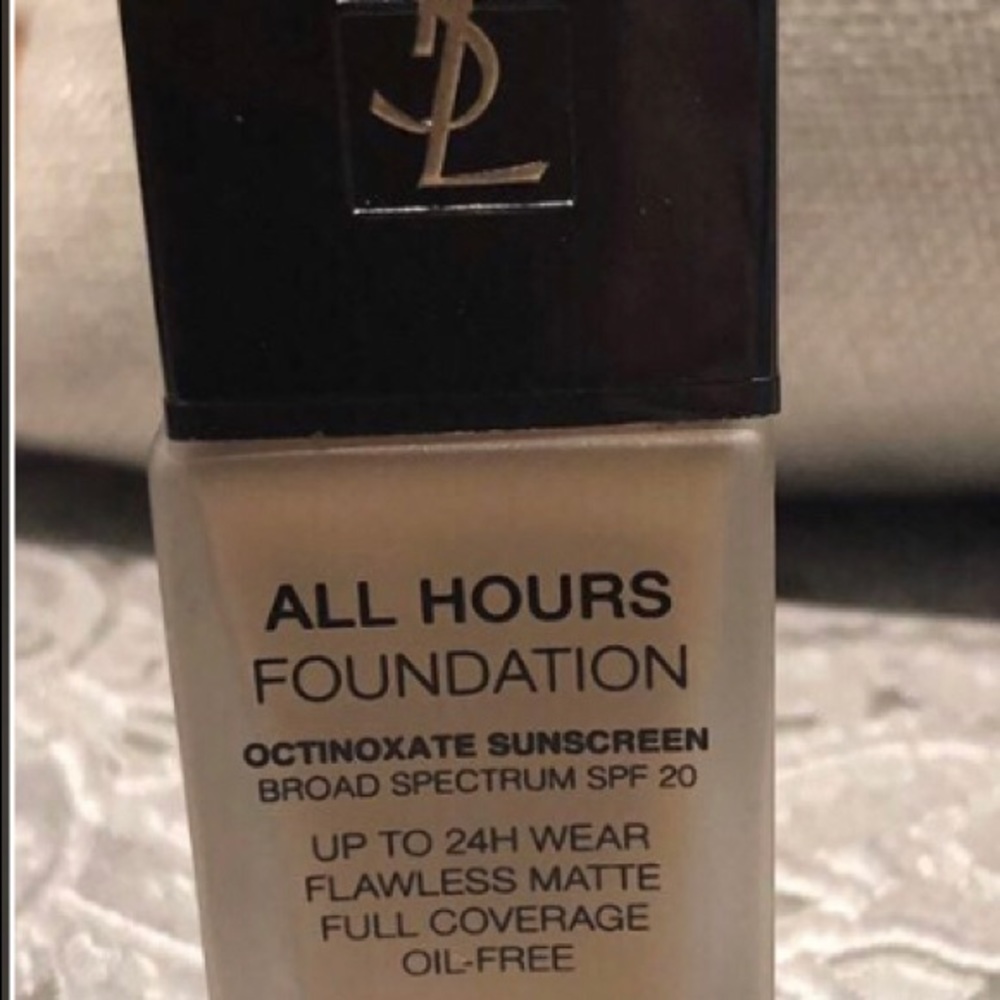 YSL
ALL HOURS
FOUNDATION
OCTINOXATE SUNSCREEN
BROAD SPECTRUM SPF 20
UP TO 24H WEAR
FLAWLESS MATTE
FULL COVERAGE
OIL-FREE